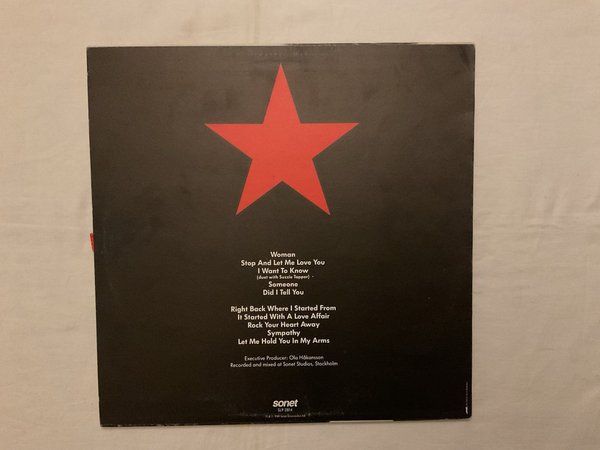 Woman
Stop And Let Me Love You
I Want To Know
(duet with Suzzie Tapper)
Someone
Did I Tell You
Right Back Where I Started From
It Started With A Love Affair
Rock Your Heart Away
Sympathy
Let Me Hold You In My Arms
Executive Producer: Ola Håkansson
Recorded and mixed at Sonet Studios, Stockholm
sonet
SLP 2814